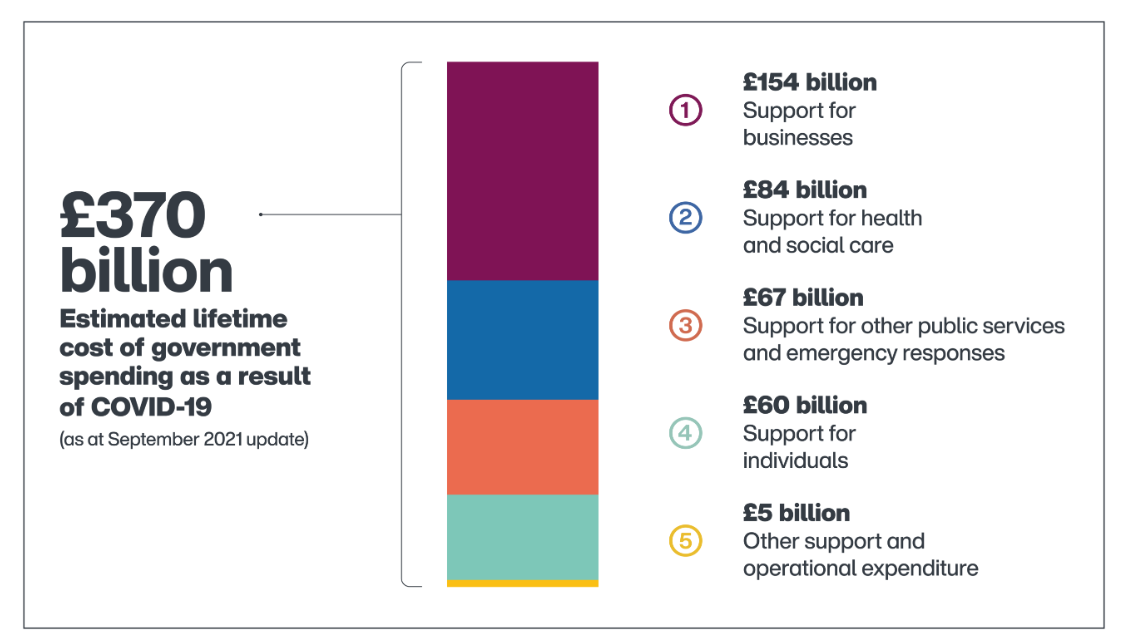 £370
billion
Estimated lifetime
cost of government
spending as a result
of COVID-19
(as at September 2021 update)
1
£154 billion
Support for
businesses
2
£84 billion
Support for health
and social care
3
£67 billion
Support for other public services
and emergency responses
4
£60 billion
Support for
individuals
5
£5 billion
Other support and
operational expenditure